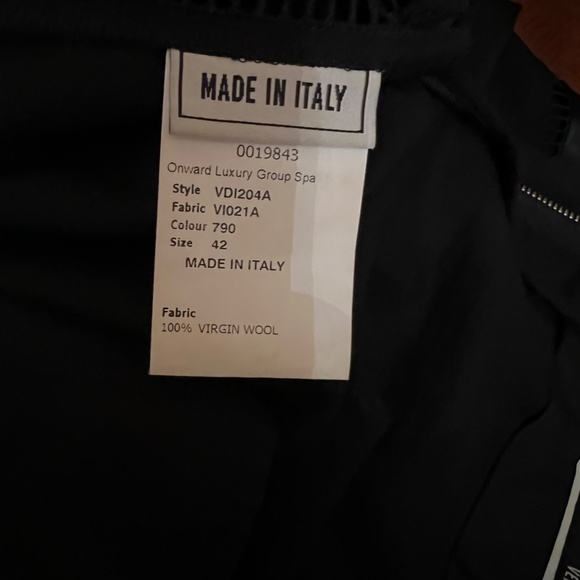 MADE IN ITALY
0019843
Onward Luxury Group Spa
Style VDI204A
Fabric VI021A
Colour 790
Size 42
MADE IN ITALY
Fabric
100% VIRGIN WOOL